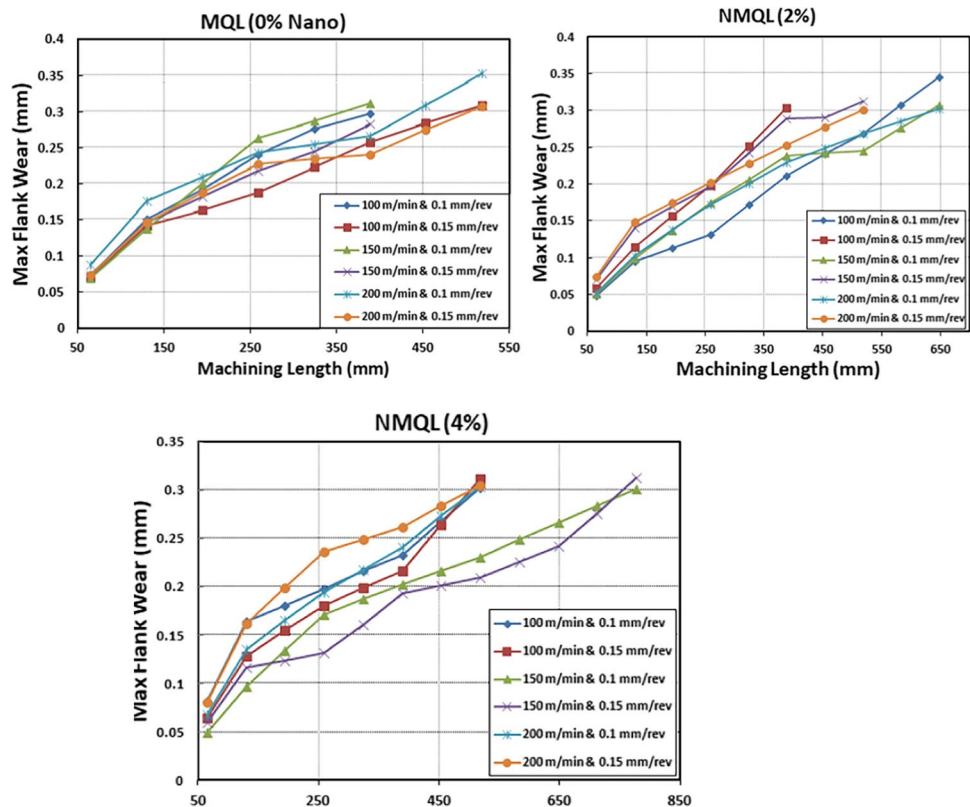 MQL (0% Nano)
Max Flank Wear (mm)
0.4
0.35
0.3
0.25
0.2
0.15
0.1
0.05
0
100 m/min & 0.1 mm/rev
100 m/min & 0.15 mm/rev
150 m/min & 0.1 mm/rev
150 m/min & 0.15 mm/rev
200 m/min & 0.1 mm/rev
200 m/min & 0.15 mm/rev
50 150 250 350 450 550
Machining Length (mm)
NMQL (2%)
Max Flank Wear (mm)
0.4
0.35
0.3
0.25
0.2
0.15
0.1
0.05
0
100 m/min & 0.1 mm/rev
100 m/min & 0.15 mm/rev
150 m/min & 0.1 mm/rev
150 m/min & 0.15 mm/rev
200 m/min & 0.1 mm/rev
200 m/min & 0.15 mm/rev
50 150 250 350 450 550 650
Machining Length (mm)
NMQL (4%)
Max Flank Wear (mm)
0.35
0.3
0.25
0.2
0.15
0.1
0.05
0
100 m/min & 0.1 mm/rev
100 m/min & 0.15 mm/rev
150 m/min & 0.1 mm/rev
150 m/min & 0.15 mm/rev
200 m/min & 0.1 mm/rev
200 m/min & 0.15 mm/rev
50 250 450 650 850